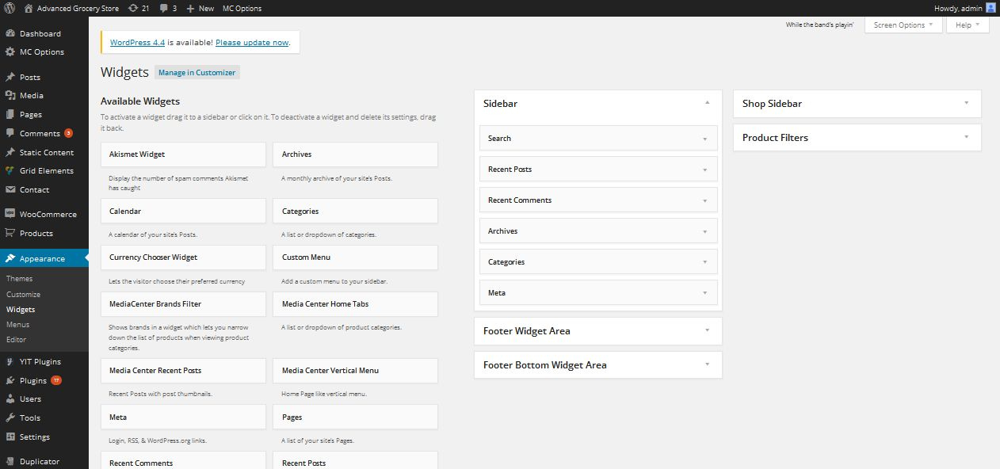 Advanced Grocery Store 21 3 New MC Options Howdy, admin
While the band's playin' Screen Options Help
Dashboard
MC Options
Posts
Media
Pages
Comments 3
Static Content
Grid Elements
Contact
WooCommerce
Products
Appearance
Themes
Customize
Widgets
Menus
Editor
YIT Plugins
Plugins 17
Users
Tools
Settings
Duplicator
WordPress 4.4 is available! Please update now.
Widgets Manage in Customizer
Available Widgets
To activate a widget drag it to a sidebar or click on it. To deactivate a widget and delete its settings, drag
it back.
Akismet Widget
Display the number of spam comments Akismet
has caught
Archives
A monthly archive of your site's Posts.
Calendar
A calendar of your site's Posts.
Categories
A list or dropdown of categories.
Currency Chooser Widget
Lets the visitor choose their preferred currency
Custom Menu
Add a custom menu to your sidebar.
MediaCenter Brands Filter
Shows brands in a widget which lets you narrow
down the list of products when viewing product
categories.
Media Center Home Tabs
A list or dropdown of product categories.
Media Center Recent Posts
Recent Posts with post thumbnails.
Media Center Vertical Menu
Home Page like vertical menu.
Meta
Login, RSS, & WordPress.org links.
Pages
A list of your site's Pages.
Recent Comments
Recent Posts
Sidebar
Search
Recent Posts
Recent Comments
Archives
Categories
Meta
Footer Widget Area
Footer Bottom Widget Area
Shop Sidebar
Product Filters